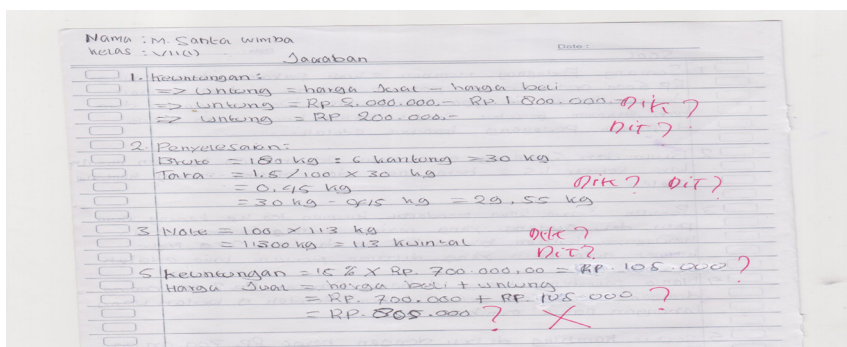 Nama : M. Santa Wimba
Kelas : VII(1)
Date :
Jawaban
1. Keuntungan :
=> Untung = harga Jual - harga beli
=> Untung = Rp 2.000.000.- Rp 1.800.000 Dik ?
=> Untung = RP 200.000.-
Dit ?
2. Penyelesaian:
Bruto = 180 kg : 6 kantung = 30 kg
Tara = 1.5/100 x 30 kg
= 0,45 kg Dik ? Dit ?
= 30 kg - 0,45 kg = 29,55 kg
3 Neto = 100 x 113 kg Dik ?
= 11300 kg = 113 kwintal
Dit ?
5 Keuntungan = 15 % x Rp. 700.000,00 = RP. 105.000 ?
Harga Jual = harga beli + untung
= RP. 700.000 + RP. 105 000 ?
= RP. 805.000 ? X